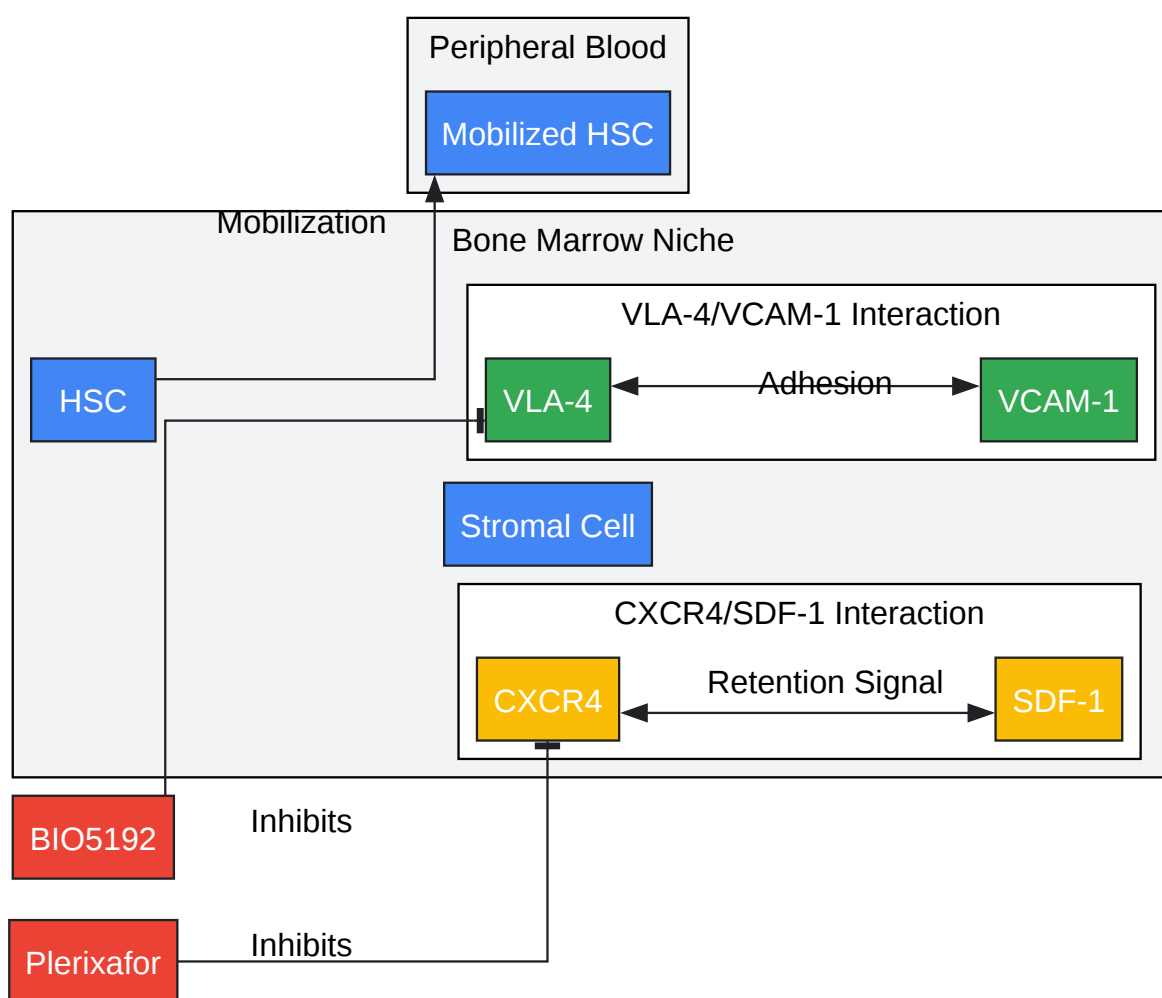 Peripheral Blood
Mobilized HSC
Mobilization
Bone Marrow Niche
VLA-4/VCAM-1 Interaction
HSC
VLA-4
Adhesion
VCAM-1
Stromal Cell
CXCR4/SDF-1 Interaction
CXCR4
Retention Signal
SDF-1
BIO5192
Inhibits
Plerixafor
Inhibits